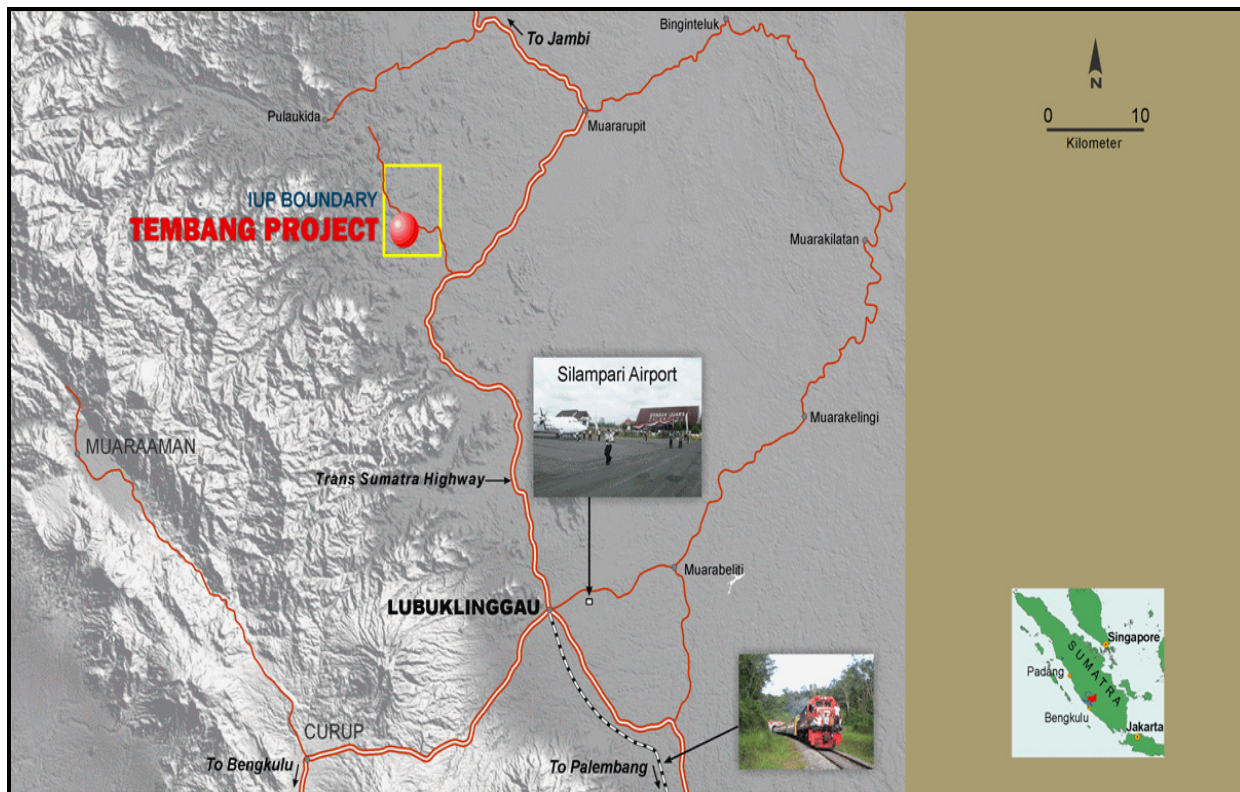 To Jambi
Binginteluk
N
0 10
Kilometer
Pulaukida
Muararupit
IUP BOUNDARY
TEMBANG PROJECT
Muarakilatan
Silampari Airport
Muarakelingi
MUARAAMAN
Trans Sumatra Highway
Muarabeliti
LUBUKLINGGAU
CURUP
To Bengkulu
To Palembang
Singapore
SUMATRA
Padang
Bengkulu
Jakarta